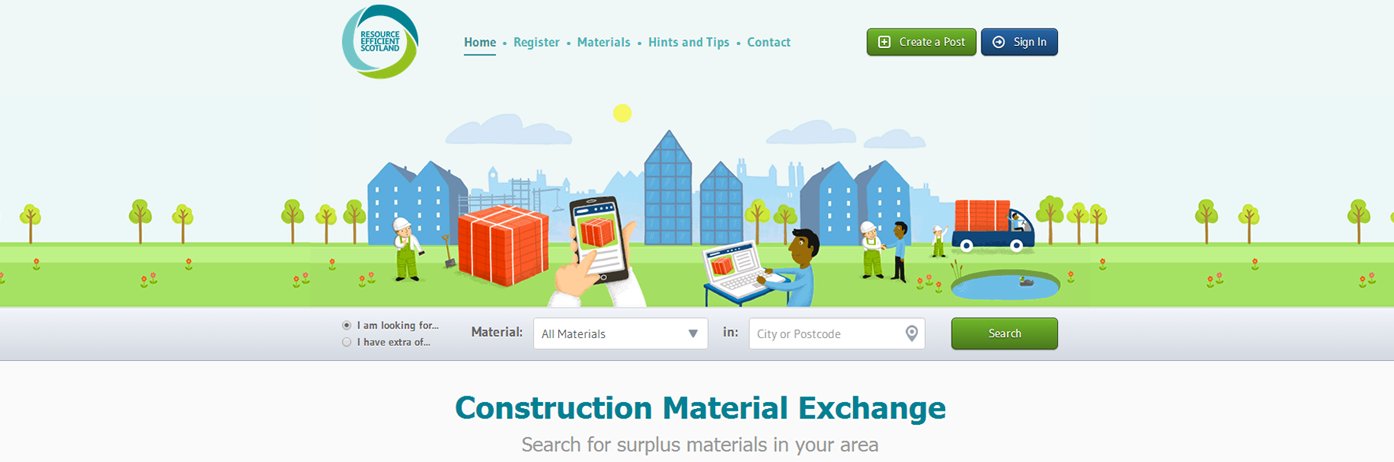 RESOURCE
EFFICIENT
SCOTLAND
Home • Register • Materials • Hints and Tips • Contact
Create a Post
Sign In
I am looking for...
I have extra of...
Material:
All Materials
in:
City or Postcode
Search
Construction Material Exchange
Search for surplus materials in your area